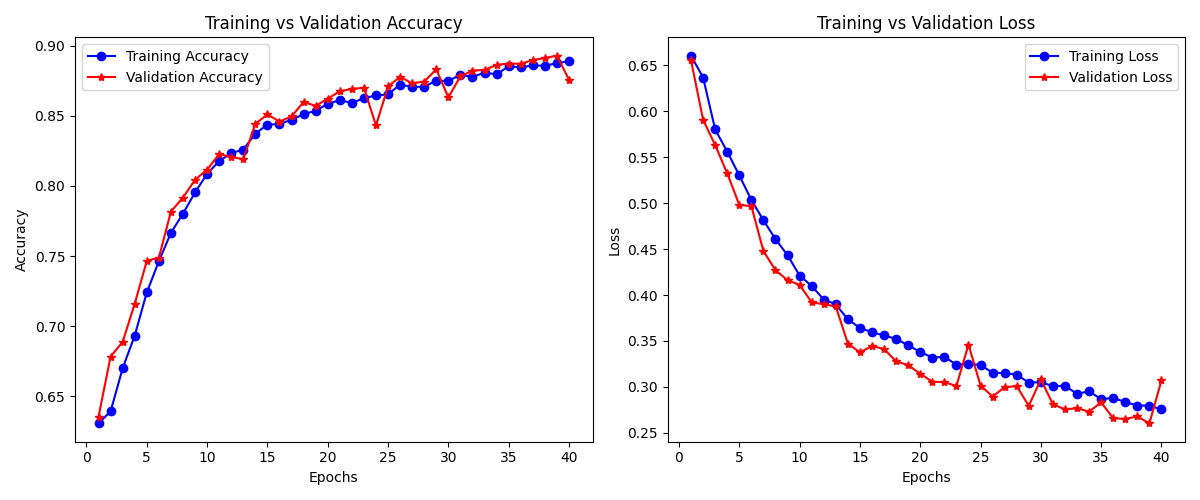 Training vs Validation Accuracy
Training Accuracy
Validation Accuracy
0.90
0.85
0.80
0.75
0.70
0.65
Accuracy
0 5 10 15 20 25 30 35 40
Epochs
Training vs Validation Loss
Training Loss
Validation Loss
0.65
0.60
0.55
0.50
0.45
0.40
0.35
0.30
0.25
Loss
0 5 10 15 20 25 30 35 40
Epochs